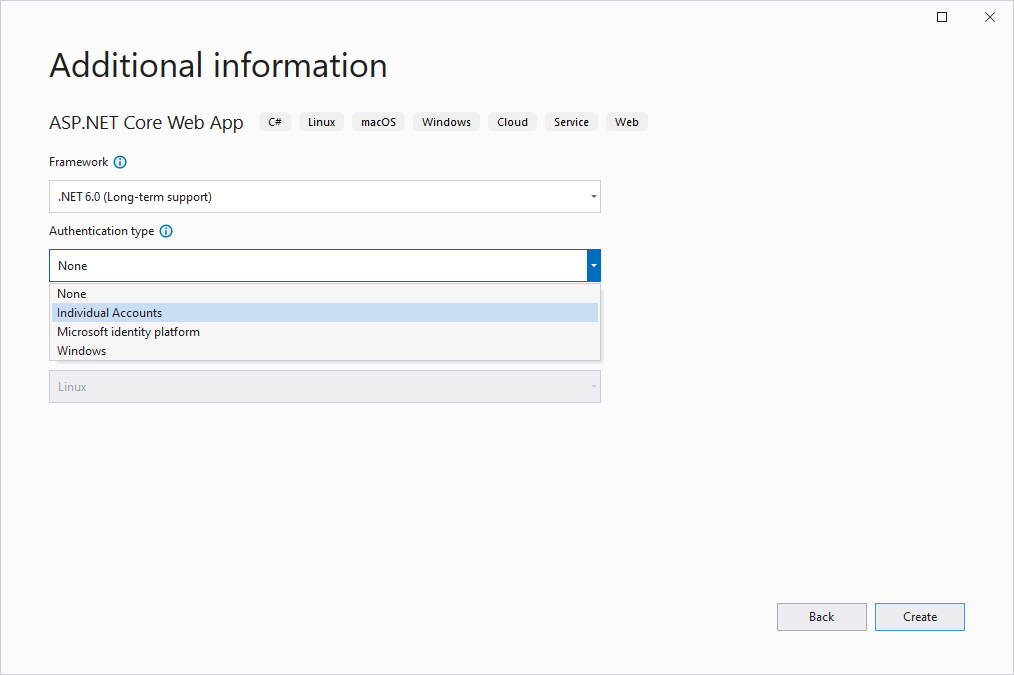 Additional information
ASP.NET Core Web App C# Linux macOS Windows Cloud Service Web
Framework
.NET 6.0 (Long-term support)
Authentication type
None
None
Individual Accounts
Microsoft identity platform
Windows
Linux
Back Create